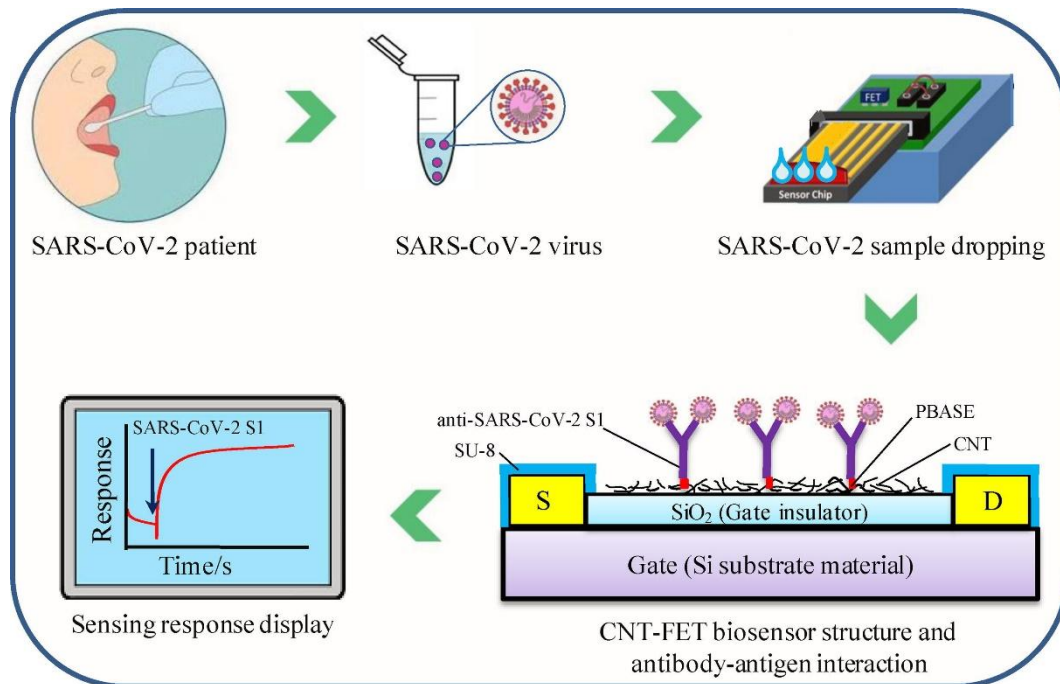 FET
Sensor Chip
SARS-CoV-2 patient
SARS-CoV-2 virus
SARS-CoV-2 sample dropping
SARS-CoV-2 S1
Response
Time/s
Sensing response display
anti-SARS-CoV-2 S1
PBASE
SU-8
CNT
S
D
SiO₂ (Gate insulator)
Gate (Si substrate material)
CNT-FET biosensor structure and
antibody-antigen interaction